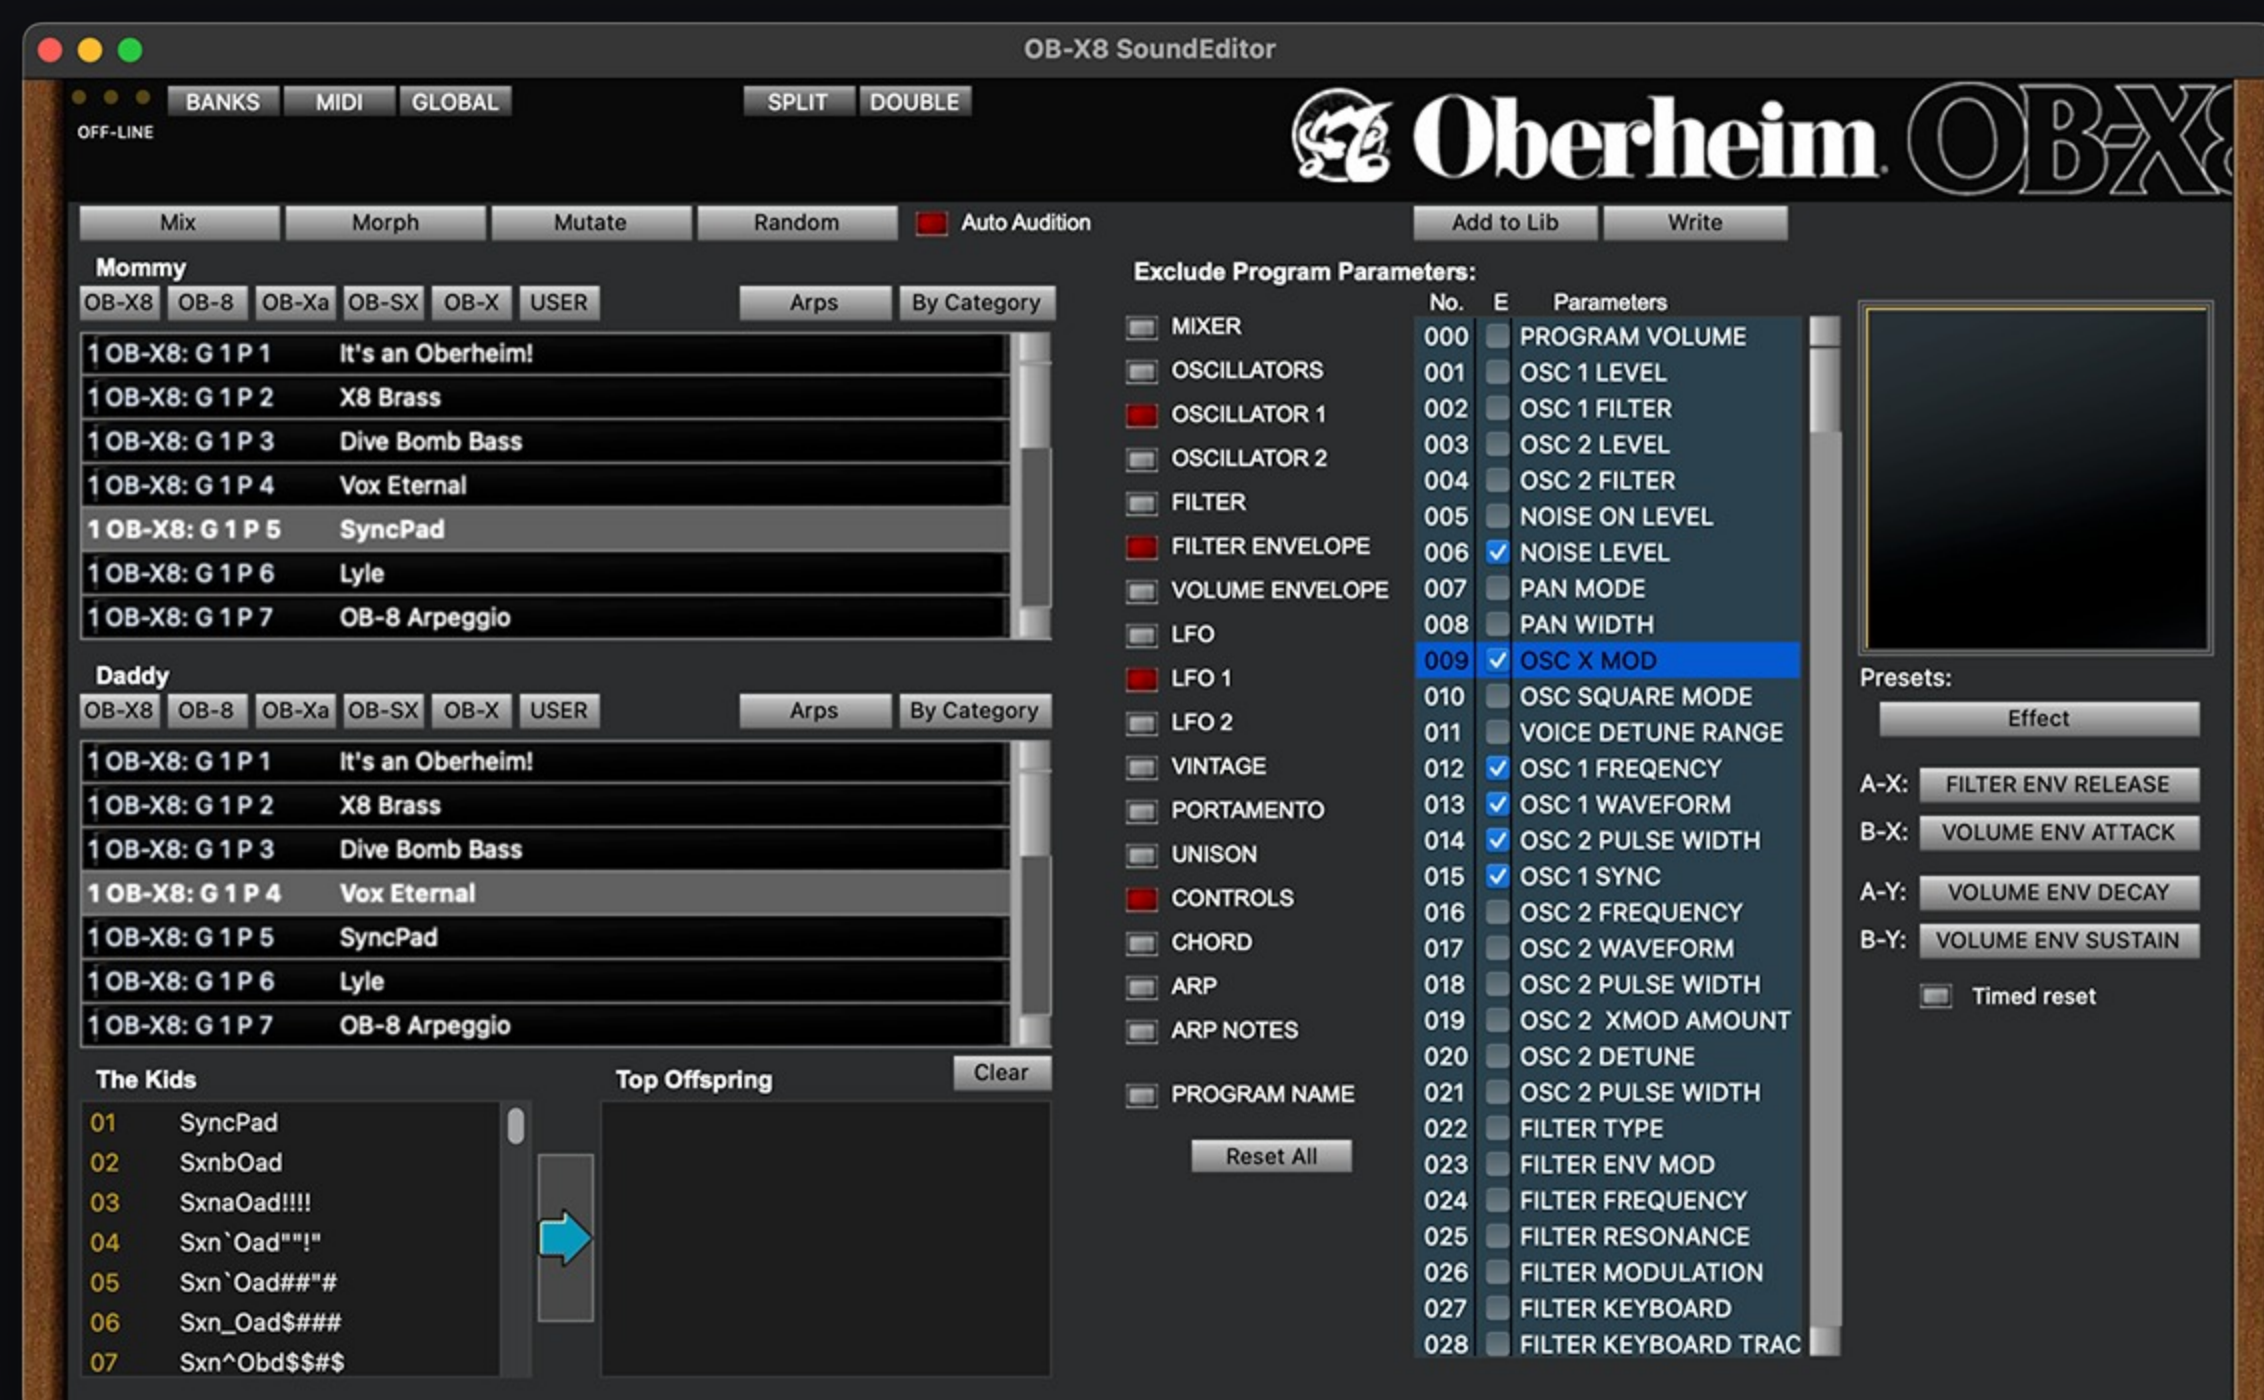 OB-X8 SoundEditor
BANKS MIDI GLOBAL SPLIT DOUBLE
OFF-LINE
Oberheim OB-X8
Mix Morph Mutate Random Auto Audition Add to Lib Write
Mommy
OB-X8 OB-8 OB-Xa OB-SX OB-X USER Arps By Category
1 OB-X8: G 1 P 1 It's an Oberheim!
1 OB-X8: G 1 P 2 X8 Brass
1 OB-X8: G 1 P 3 Dive Bomb Bass
1 OB-X8: G 1 P 4 Vox Eternal
1 OB-X8: G 1 P 5 SyncPad
1 OB-X8: G 1 P 6 Lyle
1 OB-X8: G 1 P 7 OB-8 Arpeggio
Daddy
OB-X8 OB-8 OB-Xa OB-SX OB-X USER Arps By Category
1 OB-X8: G 1 P 1 It's an Oberheim!
1 OB-X8: G 1 P 2 X8 Brass
1 OB-X8: G 1 P 3 Dive Bomb Bass
1 OB-X8: G 1 P 4 Vox Eternal
1 OB-X8: G 1 P 5 SyncPad
1 OB-X8: G 1 P 6 Lyle
1 OB-X8: G 1 P 7 OB-8 Arpeggio
The Kids
01 SyncPad
02 SxnbOad
03 SxnaOad!!!!
04 Sxn`Oad""!"
05 Sxn`Oad##"#
06 Sxn_Oad$###
07 Sxn^Obd$$#$
Top Offspring Clear
Exclude Program Parameters:
MIXER
OSCILLATORS
OSCILLATOR 1
OSCILLATOR 2
FILTER
FILTER ENVELOPE
VOLUME ENVELOPE
LFO
LFO 1
LFO 2
VINTAGE
PORTAMENTO
UNISON
CONTROLS
CHORD
ARP
ARP NOTES
PROGRAM NAME
Reset All
No. E Parameters
000 PROGRAM VOLUME
001 OSC 1 LEVEL
002 OSC 1 FILTER
003 OSC 2 LEVEL
004 OSC 2 FILTER
005 NOISE ON LEVEL
006 NOISE LEVEL
007 PAN MODE
008 PAN WIDTH
009 OSC X MOD
010 OSC SQUARE MODE
011 VOICE DETUNE RANGE
012 OSC 1 FREQENCY
013 OSC 1 WAVEFORM
014 OSC 2 PULSE WIDTH
015 OSC 1 SYNC
016 OSC 2 FREQUENCY
017 OSC 2 WAVEFORM
018 OSC 2 PULSE WIDTH
019 OSC 2 XMOD AMOUNT
020 OSC 2 DETUNE
021 OSC 2 PULSE WIDTH
022 FILTER TYPE
023 FILTER ENV MOD
024 FILTER FREQUENCY
025 FILTER RESONANCE
026 FILTER MODULATION
027 FILTER KEYBOARD
028 FILTER KEYBOARD TRAC
Presets:
Effect
A-X: FILTER ENV RELEASE
B-X: VOLUME ENV ATTACK
A-Y: VOLUME ENV DECAY
B-Y: VOLUME ENV SUSTAIN
Timed reset